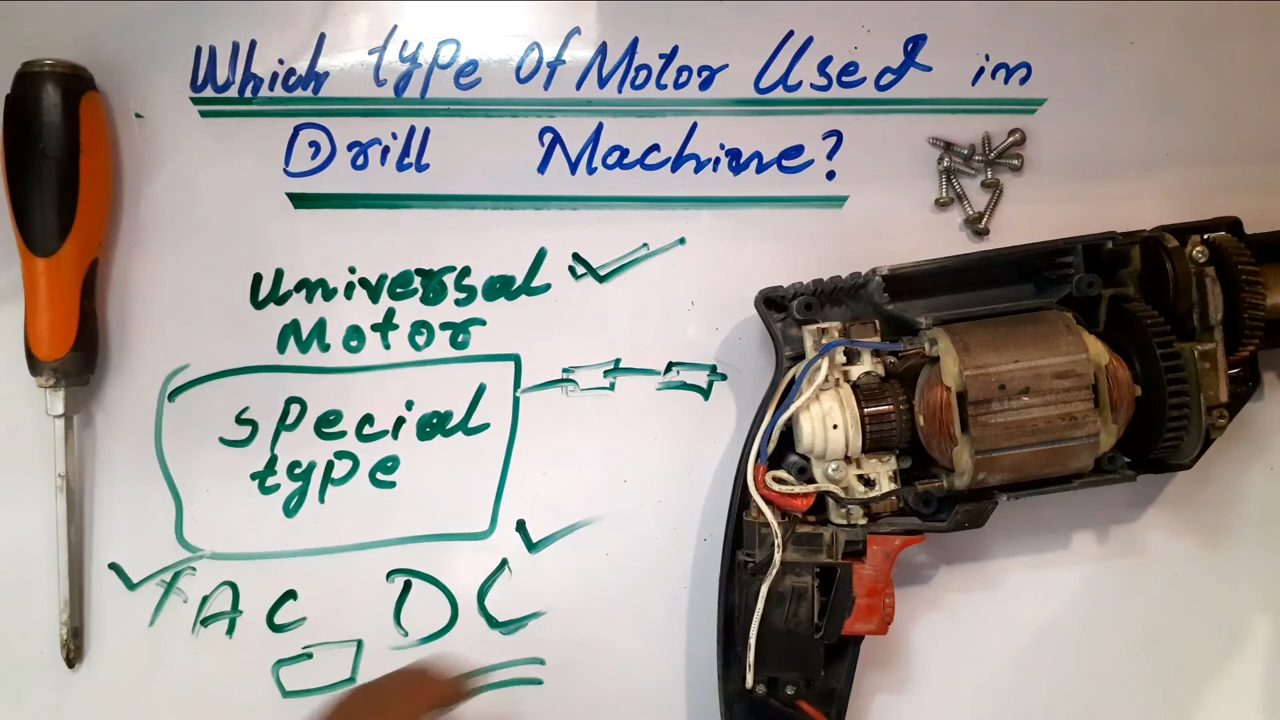 Which type Of Motor Used in
Drill Machine?
Universal
Motor
special
type
AC DC